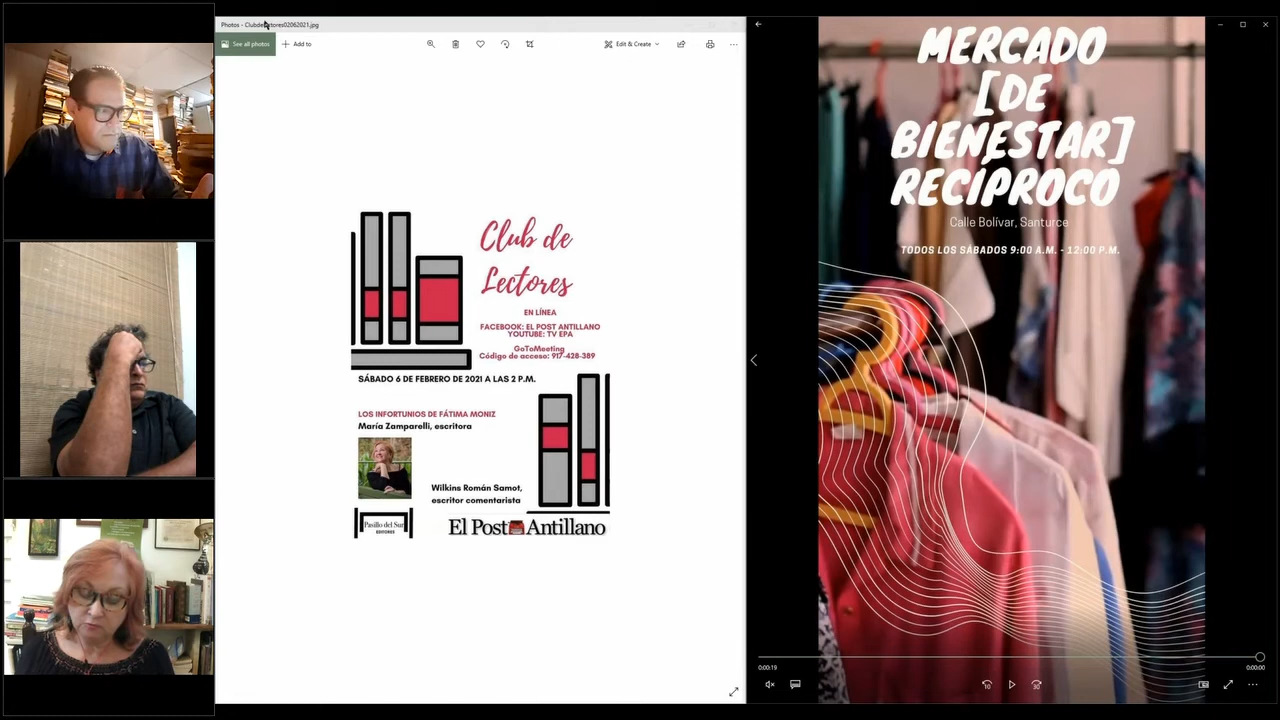 Photos - Clubdelectores02062021.jpg
See all photos
Add to
Edit & Create
Club de
Lectores
EN LÍNEA
FACEBOOK: EL POST ANTILLANO
YOUTUBE: TV EPA
GoToMeeting
Código de acceso: 917-428-389
SÁBADO 6 DE FEBRERO DE 2021 A LAS 2 P.M.
LOS INFORTUNIOS DE FÁTIMA MONIZ
María Zamparelli, escritora
Wilkins Román Samot,
escritor comentarista
Pasillo del Sur
EDITORES
El Post Antillano
MERCADO
[DE
BIENESTAR]
RECÍPROCO
Calle Bolívar, Santurce
TODOS LOS SÁBADOS 9:00 A.M. - 12:00 P.M.
0:00:19
0:00:00
10
30